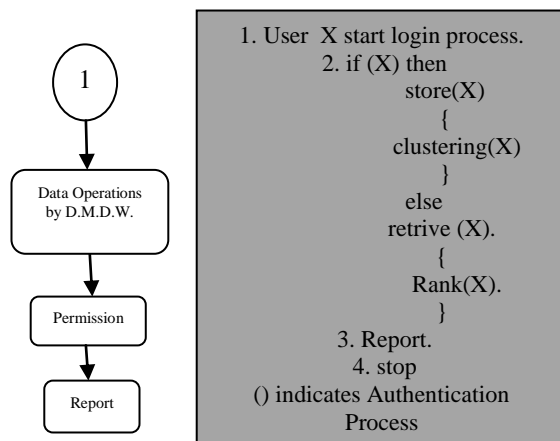 1
Data Operations
by D.M.D.W.
Permission
Report
1. User X start login process.
2. if (X) then
store(X)
{
clustering(X)
}
else
retrive (X).
{
Rank(X).
}
3. Report.
4. stop
() indicates Authentication
Process